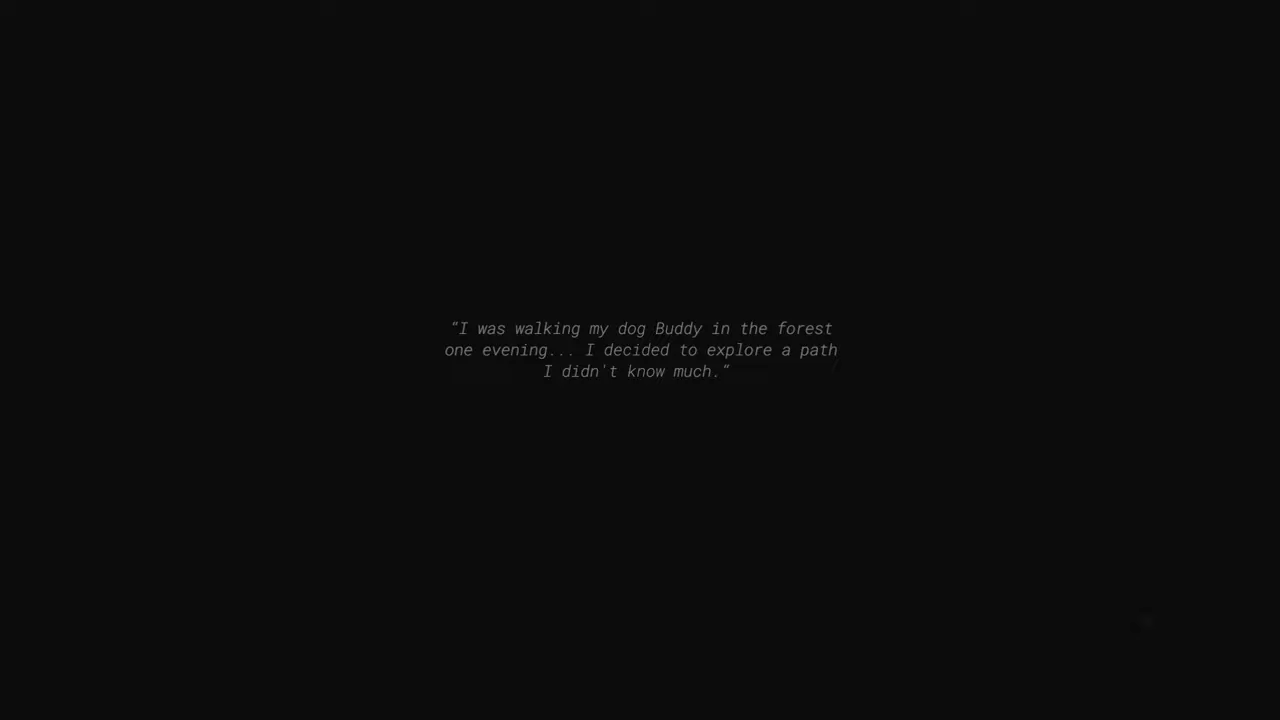 “I was walking my dog Buddy in the forest
one evening... I decided to explore a path
I didn't know much.“